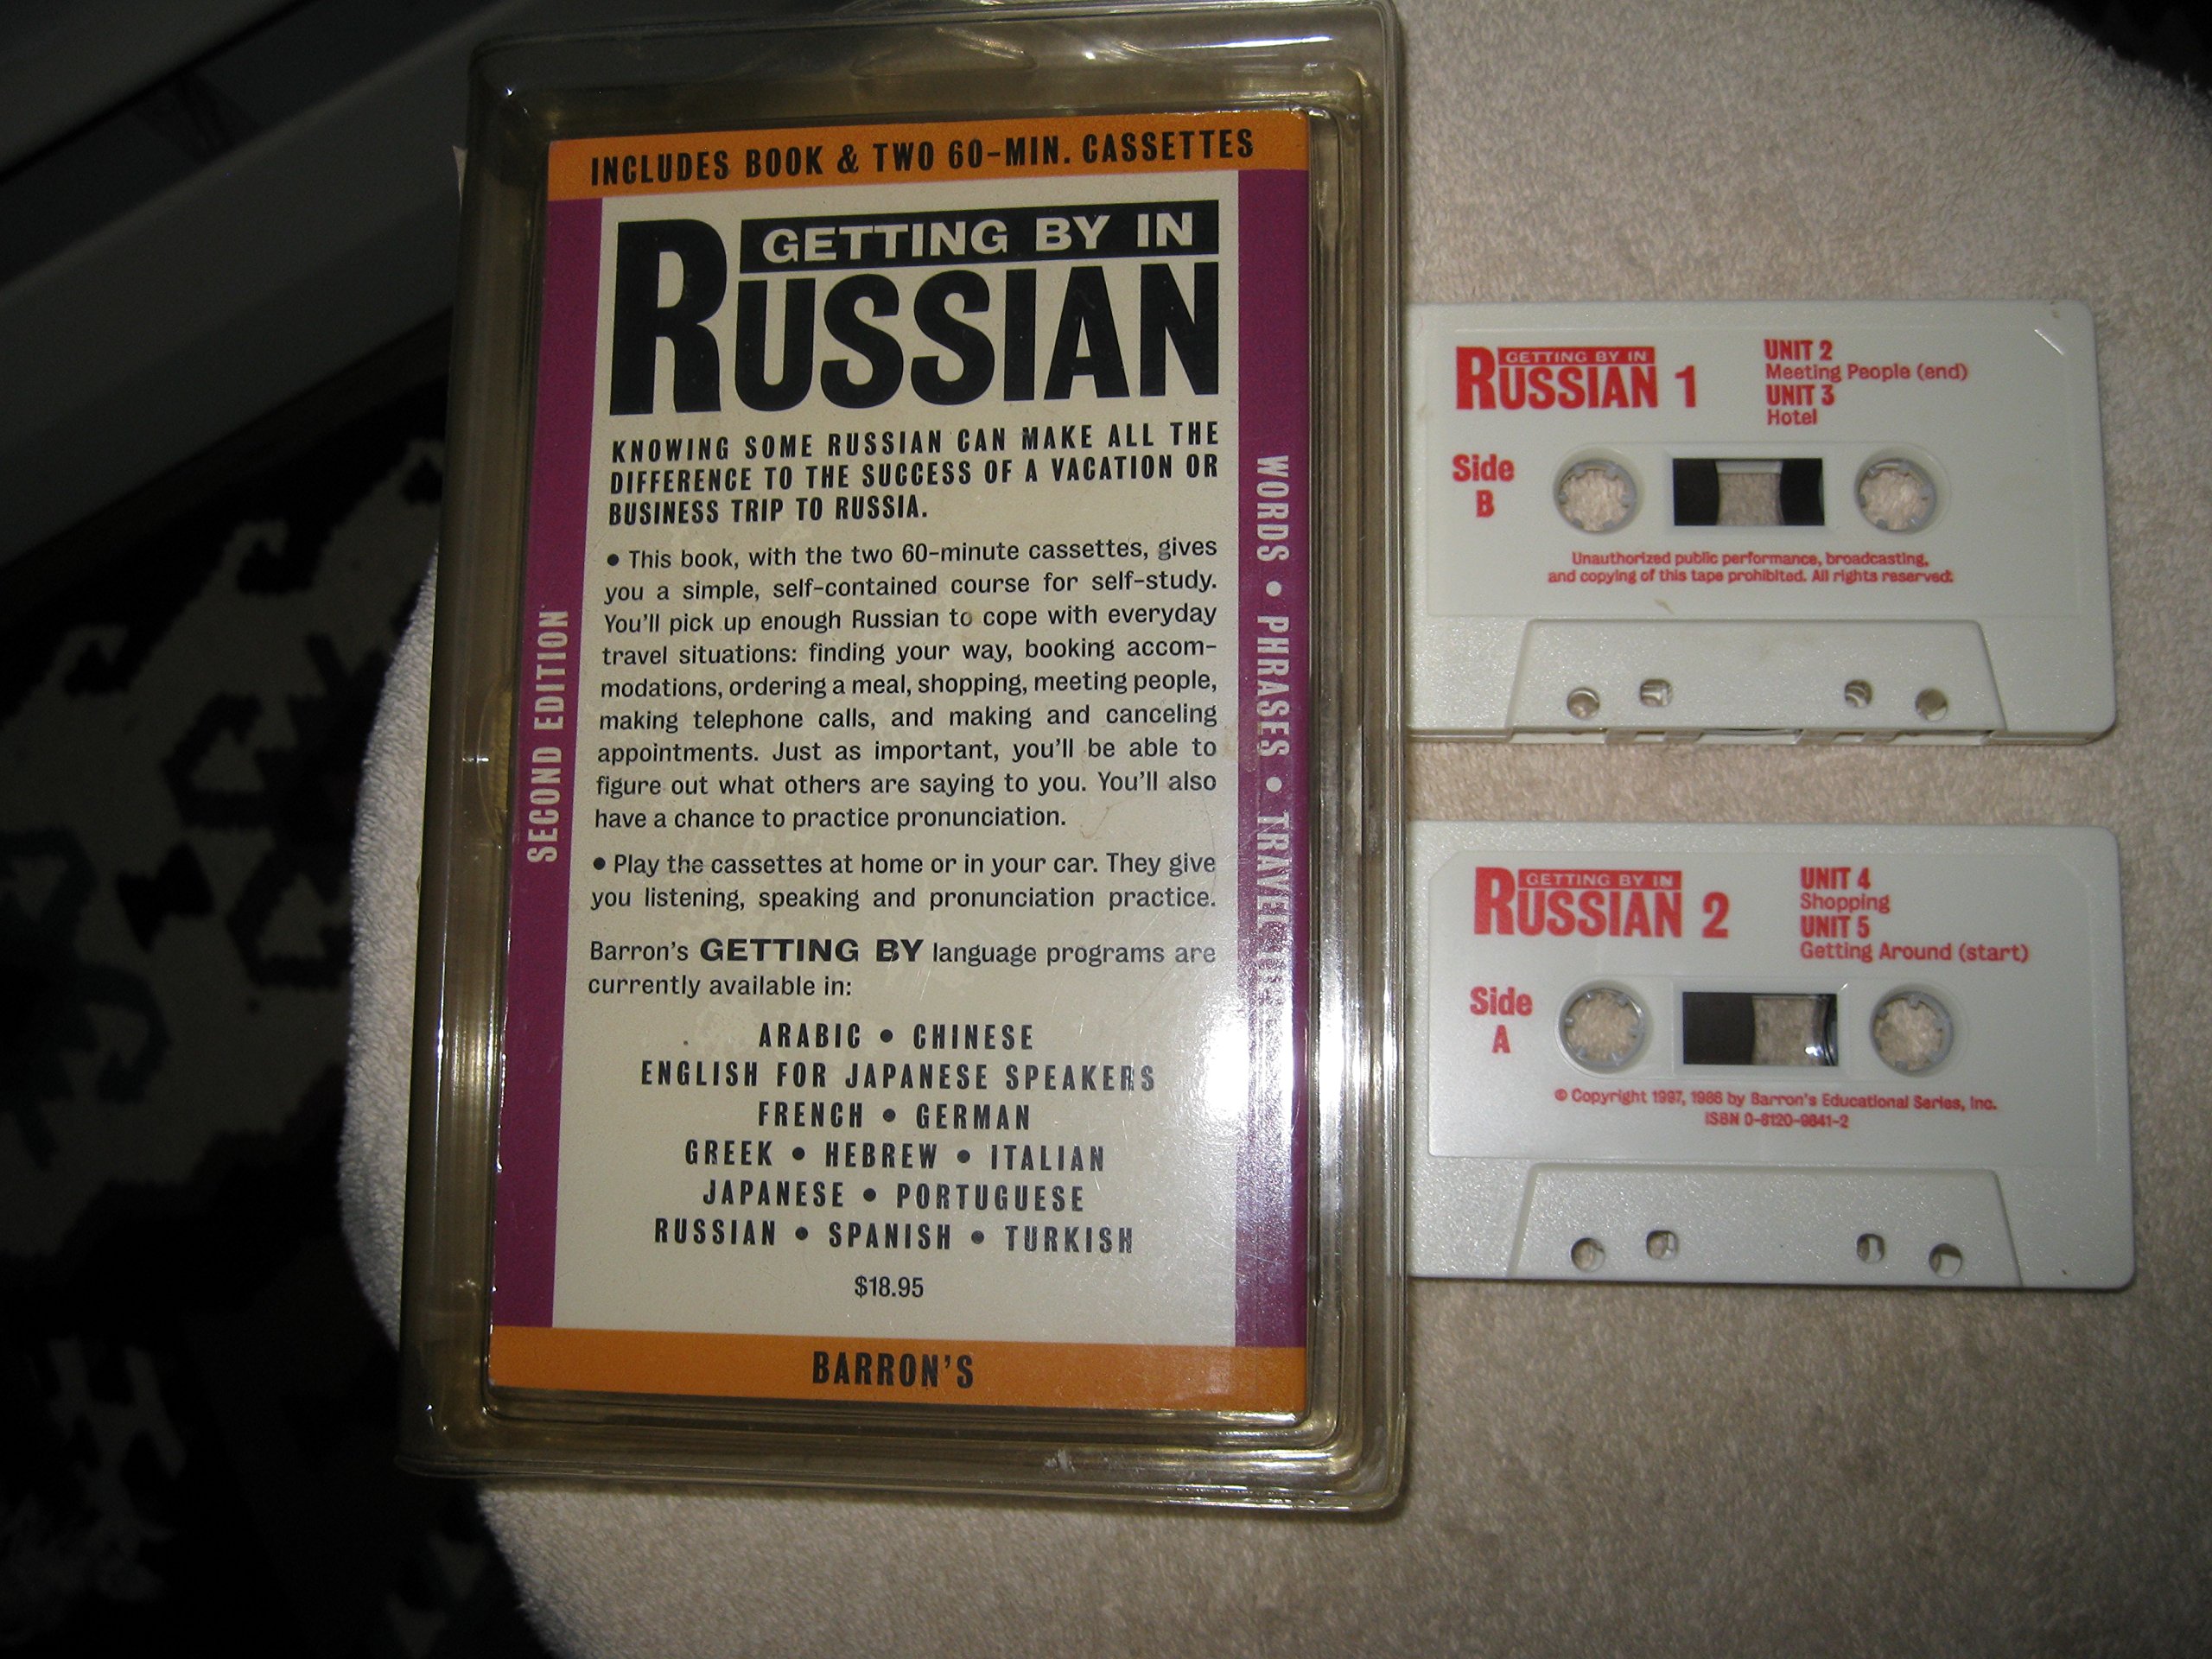 INCLUDES BOOK & TWO 60-MIN. CASSETTES
GETTING BY IN
RUSSIAN
KNOWING SOME RUSSIAN CAN MAKE ALL THE
DIFFERENCE TO THE SUCCESS OF A VACATION OR
BUSINESS TRIP TO RUSSIA.
• This book, with the two 60-minute cassettes, gives
you a simple, self-contained course for self-study.
You'll pick up enough Russian to cope with everyday
travel situations: finding your way, booking accom-
modations, ordering a meal, shopping, meeting people,
making telephone calls, and making and canceling
appointments. Just as important, you'll be able to
figure out what others are saying to you. You'll also
have a chance to practice pronunciation.
• Play the cassettes at home or in your car. They give
you listening, speaking and pronunciation practice.
Barron's GETTING BY language programs are
currently available in:
ARABIC • CHINESE
ENGLISH FOR JAPANESE SPEAKERS
FRENCH • GERMAN
GREEK • HEBREW • ITALIAN
JAPANESE • PORTUGUESE
RUSSIAN • SPANISH • TURKISH
$18.95
BARRON'S
SECOND EDITION
WORDS • PHRASES • TRAVEL
GETTING BY IN
RUSSIAN 1
UNIT 2
Meeting People (end)
UNIT 3
Hotel
Side
B
Unauthorized public performance, broadcasting,
and copying of this tape prohibited. All rights reserved.
GETTING BY IN
RUSSIAN 2
UNIT 4
Shopping
UNIT 5
Getting Around (start)
Side
A
© Copyright 1997, 1986 by Barron's Educational Series, Inc.
ISBN 0-8120-9841-2